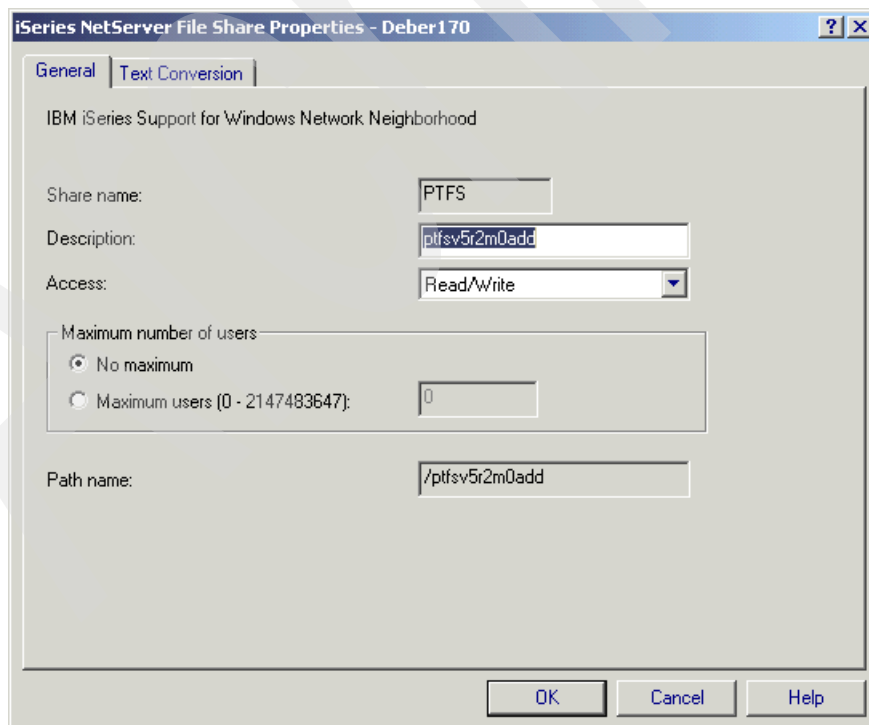 iSeries NetServer File Share Properties - Deber170
General Text Conversion
IBM iSeries Support for Windows Network Neighborhood
Share name: PTFS
Description: ptfsv5r2m0add
Access: Read/Write
Maximum number of users
No maximum
Maximum users (0 - 2147483647): 0
Path name: /ptfsv5r2m0add
OK Cancel Help